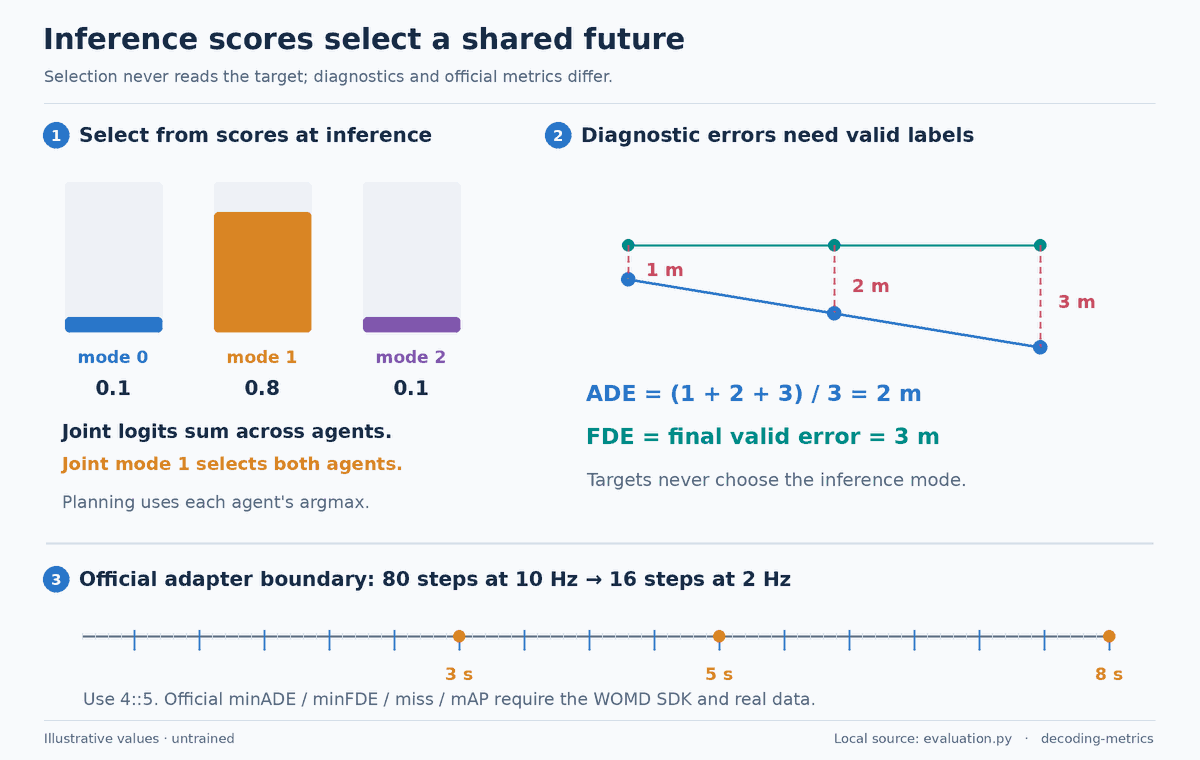 Inference scores select a shared future
Selection never reads the target; diagnostics and official metrics differ.
1 Select from scores at inference
mode 0 mode 1 mode 2
0.1 0.8 0.1
Joint logits sum across agents.
Joint mode 1 selects both agents.
Planning uses each agent's argmax.
2 Diagnostic errors need valid labels
1 m
2 m
3 m
ADE = (1 + 2 + 3) / 3 = 2 m
FDE = final valid error = 3 m
Targets never choose the inference mode.
3 Official adapter boundary: 80 steps at 10 Hz → 16 steps at 2 Hz
3 s 5 s 8 s
Use 4::5. Official minADE / minFDE / miss / mAP require the WOMD SDK and real data.
Illustrative values · untrained
Local source: evaluation.py · decoding-metrics